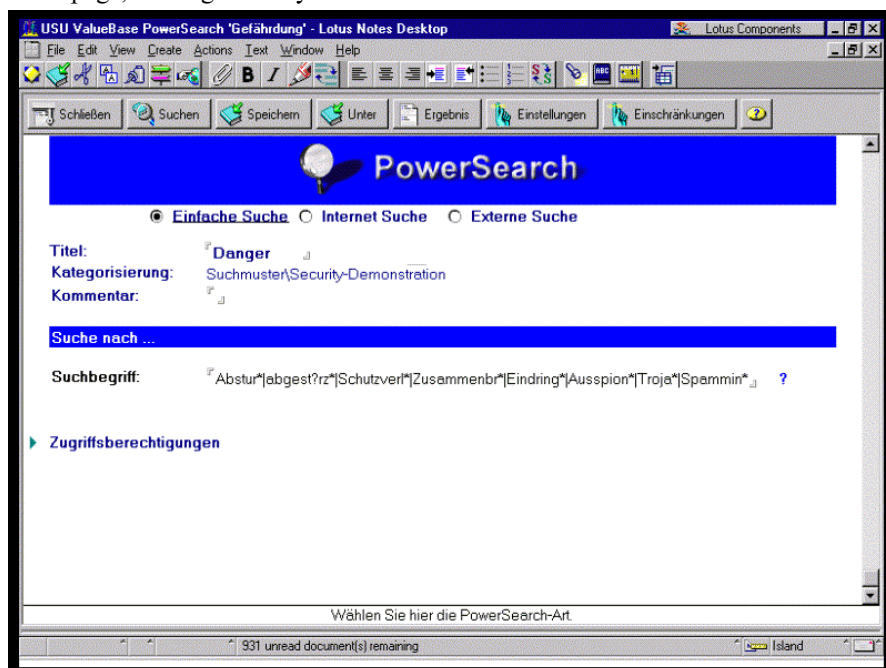 USU ValueBase PowerSearch 'Gefährdung' - Lotus Notes Desktop Lotus Components
File Edit View Create Actions Text Window Help
Schließen Suchen Speichern Unter Ergebnis Einstellungen Einschränkungen
PowerSearch
Einfache Suche Internet Suche Externe Suche
Titel: Danger
Kategorisierung: Suchmuster\Security-Demonstration
Kommentar:
Suche nach ...
Suchbegriff: Abstur*|abgest?rz*|Schutzverl*|Zusammenbr*|Eindring*|Ausspion*|Troja*|Spammin* ?
Zugriffsberechtigungen
Wählen Sie hier die PowerSearch-Art.
931 unread document(s) remaining Island